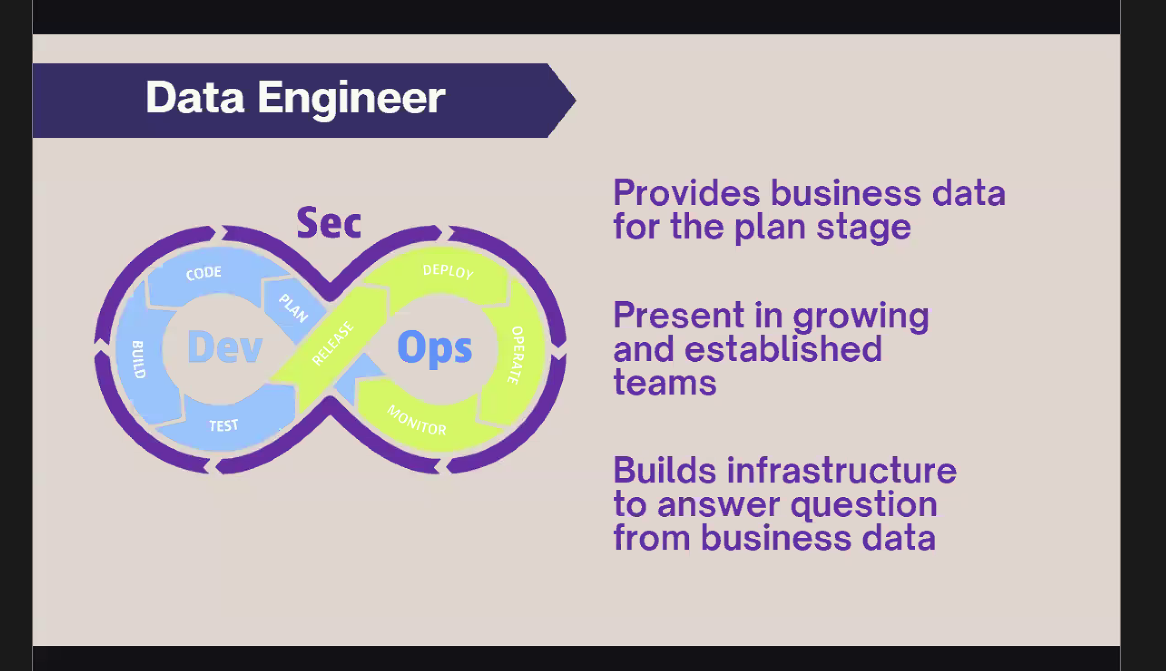 Data Engineer
Sec
CODE
PLAN
BUILD
Dev
TEST
RELEASE
DEPLOY
Ops
OPERATE
MONITOR
Provides business data
for the plan stage
Present in growing
and established
teams
Builds infrastructure
to answer question
from business data